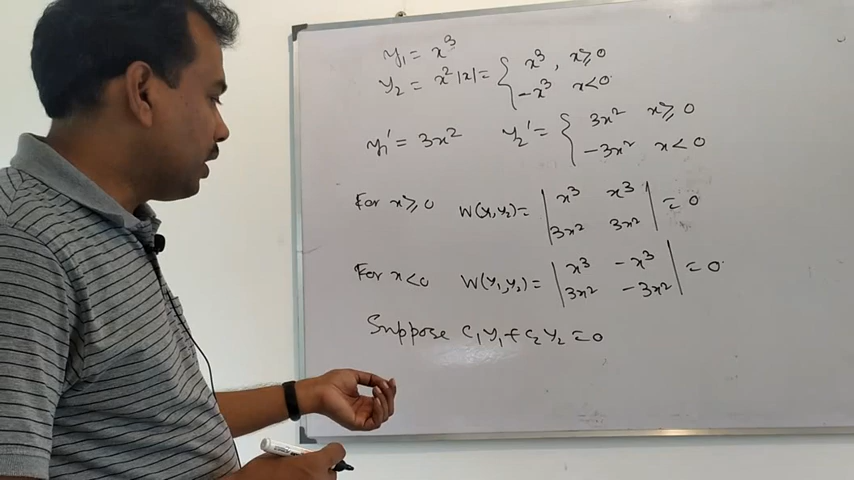 y₁ = x³
y₂ = x²|x| = { x³, x≥0
-x³ x<0
y₁' = 3x² y₂' = { 3x² x≥0
-3x² x<0
For x≥0 W(y₁,y₂) = | x³ x³ | = 0
3x² 3x²
For x<0 W(y₁,y₂) = | x³ -x³ | = 0
3x² -3x²
Suppose c₁y₁+c₂y₂=0